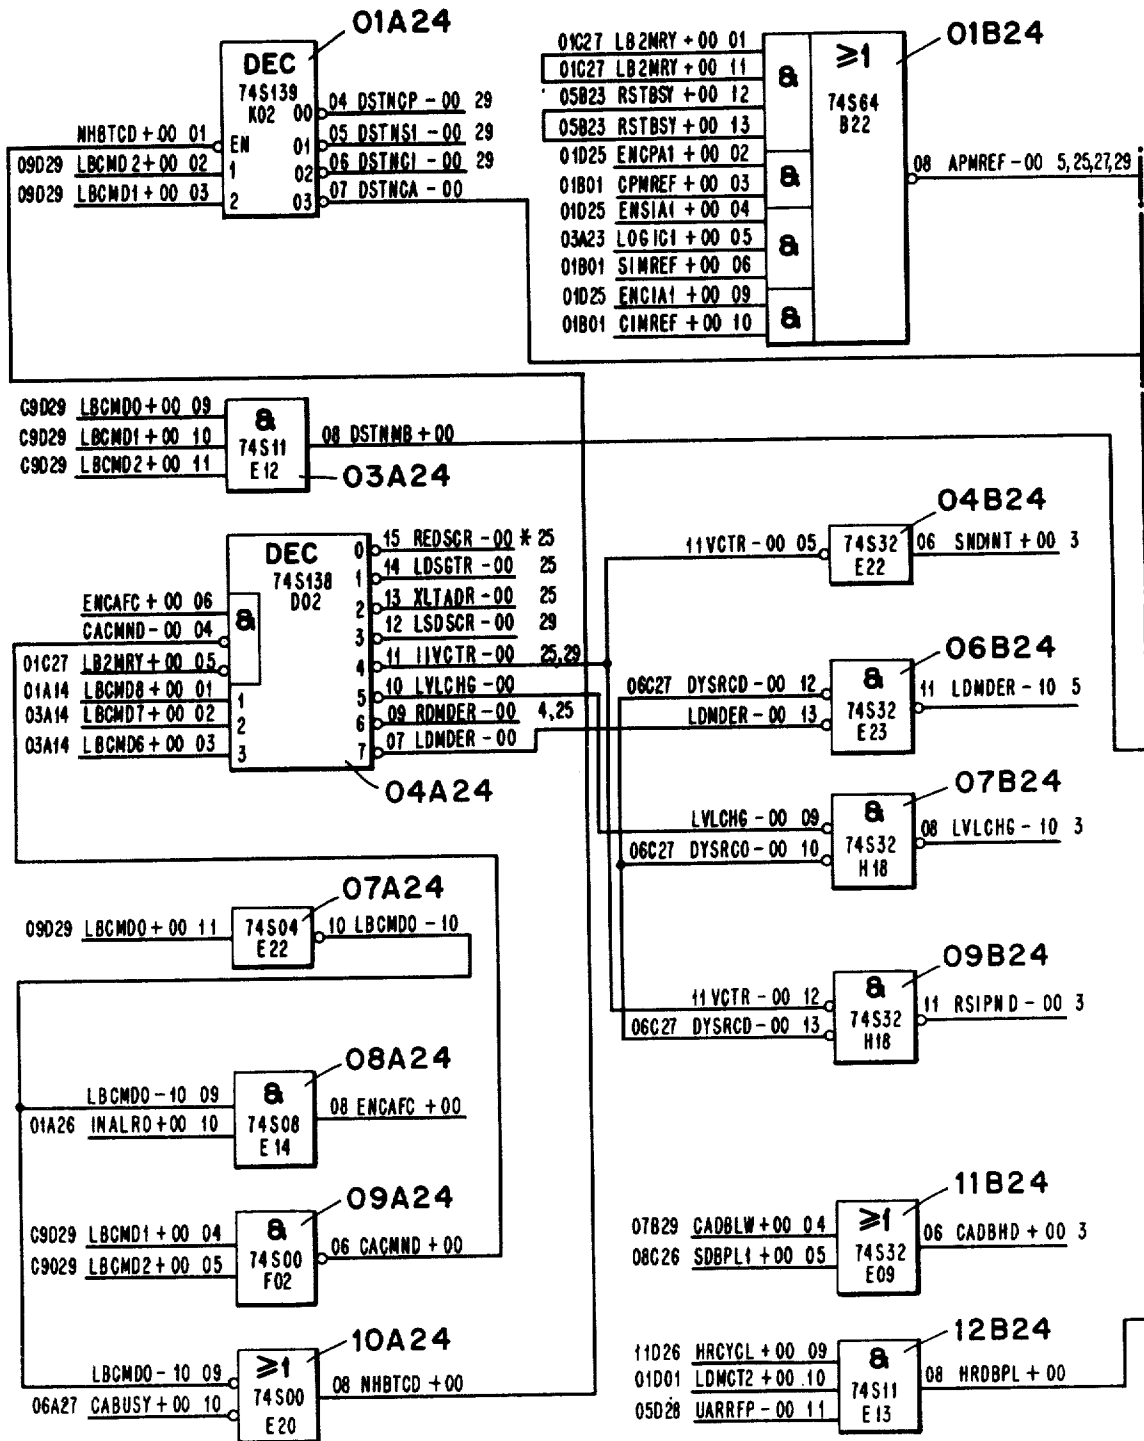 01A24
DEC
74S139
K02
00 04 DSTNCP-00 29
01 05 DSTNS1-00 29
02 06 DSTNCI-00 29
03 07 DSTNCA-00
NHBTCD+00 01 EN
09D29 LBCMD2+00 02 1
09D29 LBCMD1+00 03 2
01B24
≥1
74S64
B22
01C27 LB2MRY+00 01
01C27 LB2MRY+00 11
05B23 RSTBSY+00 12
05B23 RSTBSY+00 13
&
01D25 ENCPA1+00 02
01B01 CPMREF+00 03
&
01D25 ENSIA1+00 04
03A23 LOGIC1+00 05
01B01 SIMREF+00 06
&
01D25 ENCIA1+00 09
01B01 CIMREF+00 10
&
08 APMREF-00 5,25,27,29
C9D29 LBCMD0+00 09
C9D29 LBCMD1+00 10
C9D29 LBCMD2+00 11
&
74S11
E12
08 DSTNMB+00
03A24
DEC
74S138
D02
0 15 REDSCR-00 * 25
1 14 LDSGTR-00 25
2 13 XLTADR-00 25
3 12 LSDSCR-00 29
4 11 IIVCTR-00 25,29
5 10 LVLCHG-00
6 09 RDMDER-00 4,25
7 07 LDMDER-00
ENCAFC+00 06
CACMND-00 04
01C27 LB2MRY+00 05
&
01A14 LBCMD8+00 01 1
03A14 LBCMD7+00 02 2
03A14 LBCMD6+00 03 3
04A24
04B24
11VCTR-00 05
74S32
E22
06 SNDINT+00 3
06B24
06C27 DYSRCD-00 12
LDMDER-00 13
&
74S32
E23
11 LDMDER-10 5
07B24
LVLCHG-00 09
06C27 DYSRCO-00 10
&
74S32
H18
08 LVLCHG-10 3
07A24
09D29 LBCMD0+00 11
74S04
E22
10 LBCMD0-10
09B24
11VCTR-00 12
06C27 DYSRCD-00 13
&
74S32
H18
11 RSIPND-00 3
08A24
LBCMD0-10 09
01A26 INALRO+00 10
&
74S08
E14
08 ENCAFC+00
09A24
C9D29 LBCMD1+00 04
C9029 LBCMD2+00 05
&
74S00
F02
06 CACMND+00
11B24
07B29 CADBLW+00 04
08C26 SDBPL1+00 05
≥1
74S32
E09
06 CADBHD+00 3
10A24
LBCMD0-10 09
06A27 CABUSY+00 10
≥1
74S00
E20
08 NHBTCD+00
12B24
11D26 HRCYCL+00 09
01D01 LDMCT2+00 .10
05D28 UARRFP-00 11
&
74S11
E13
08 HRDBPL+00